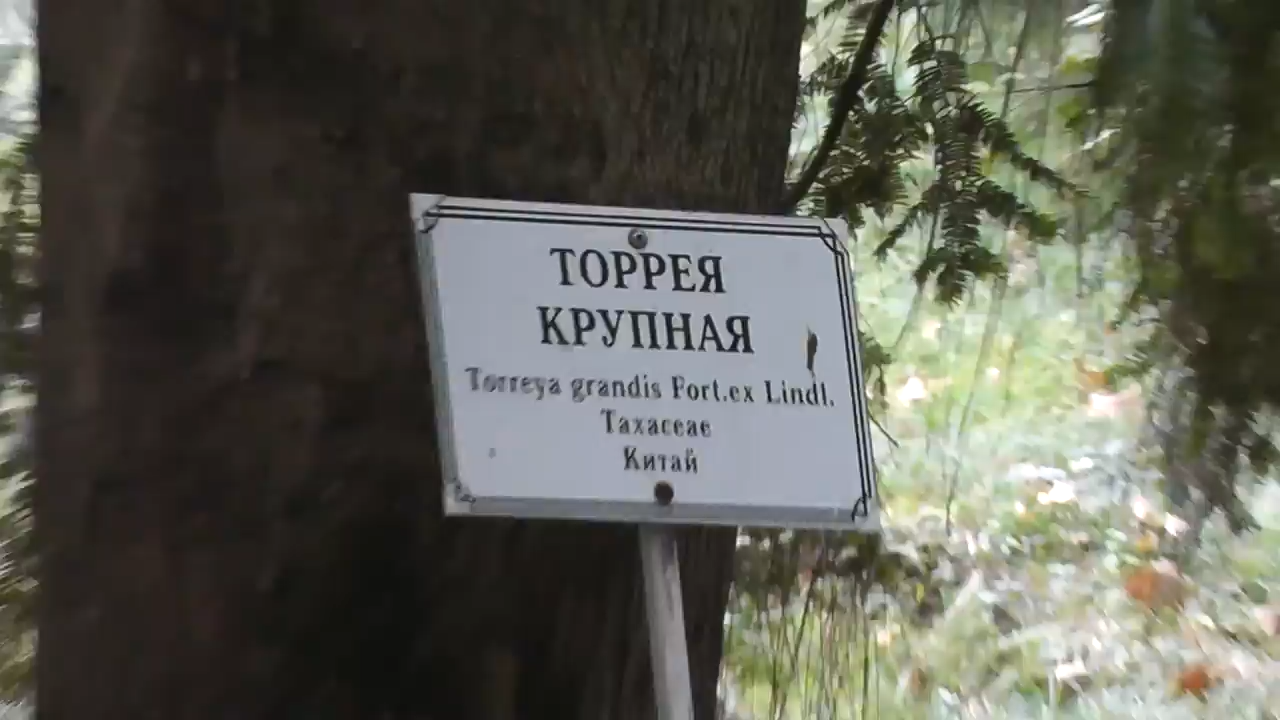 ТОРРЕЯ
КРУПНАЯ
Torreya grandis Fort.ex Lindl.
Taxaceae
Китай